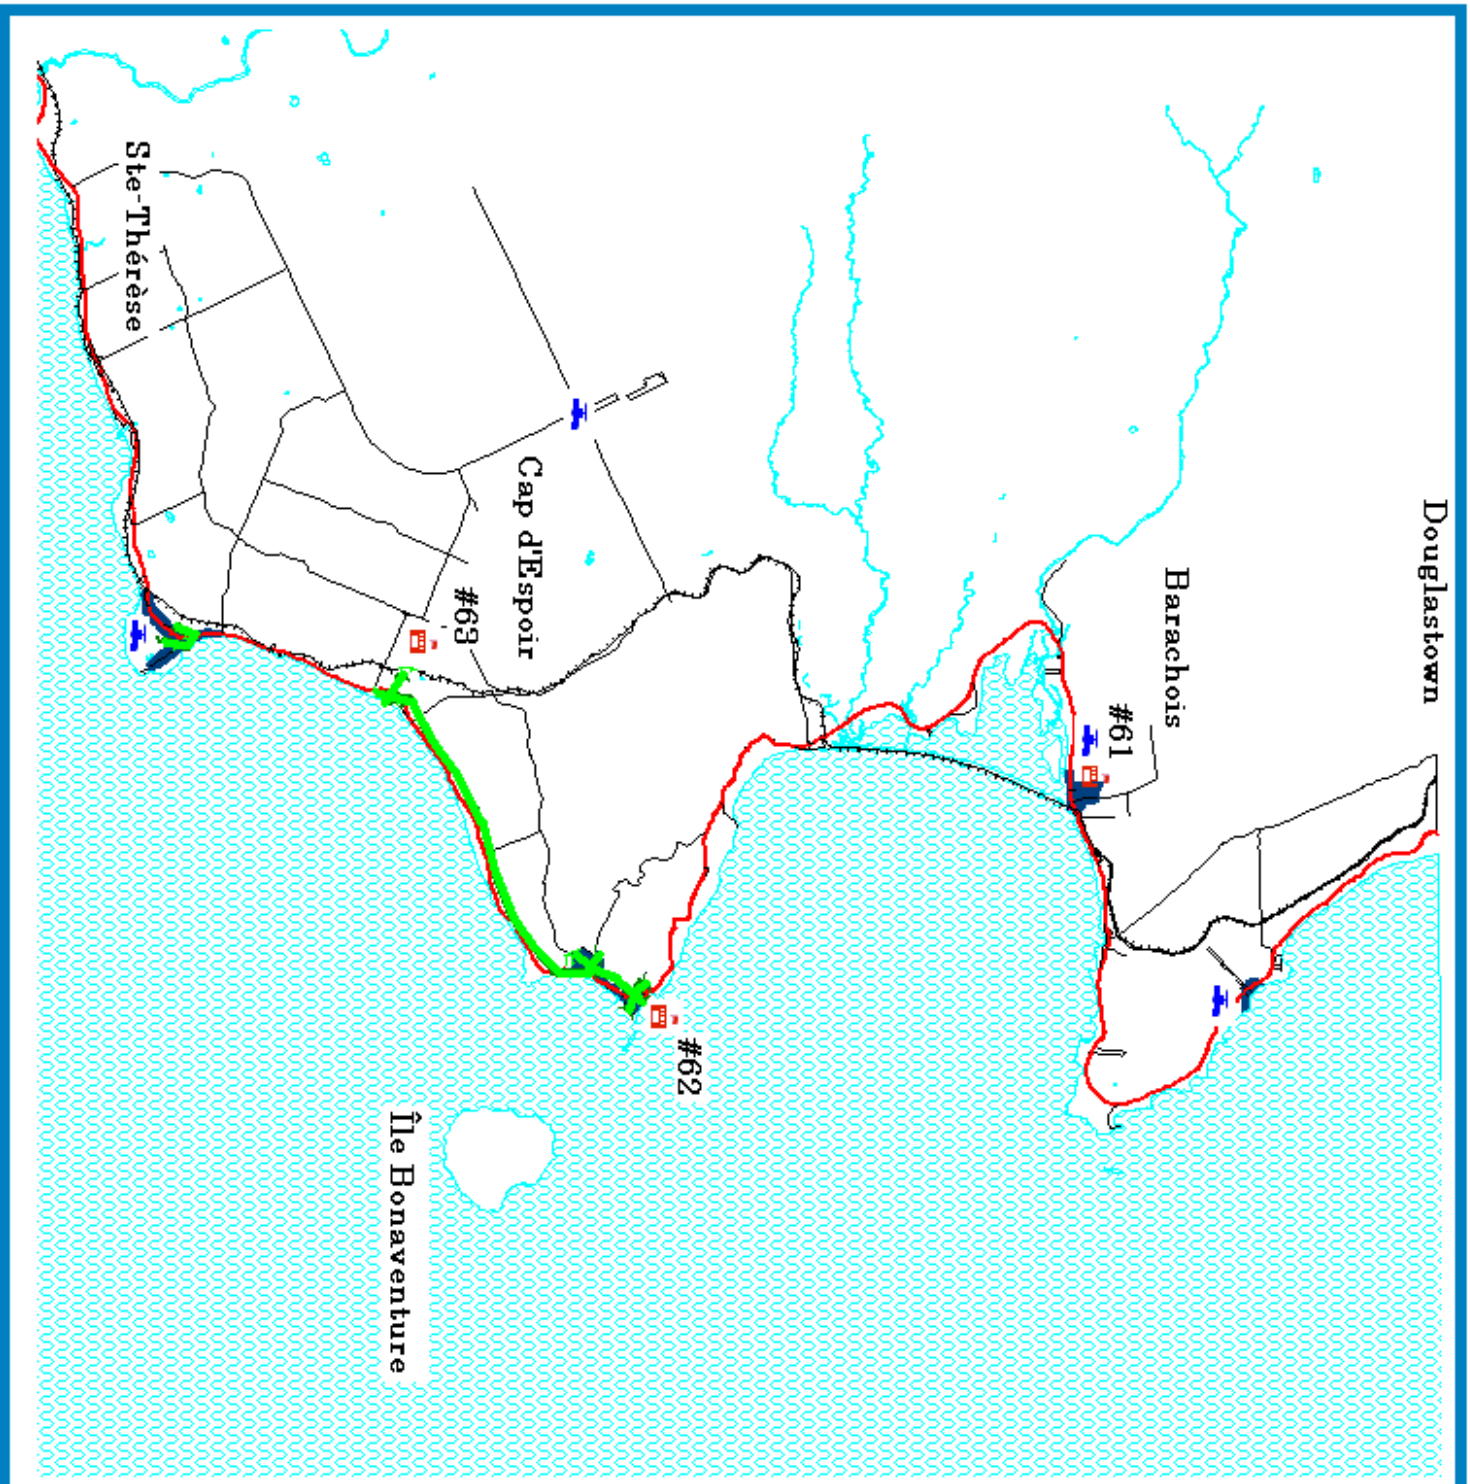 Douglastown
Barachois
#61
Cap d'Espoir
#63
#62
Île Bonaventure
Ste-Thérèse